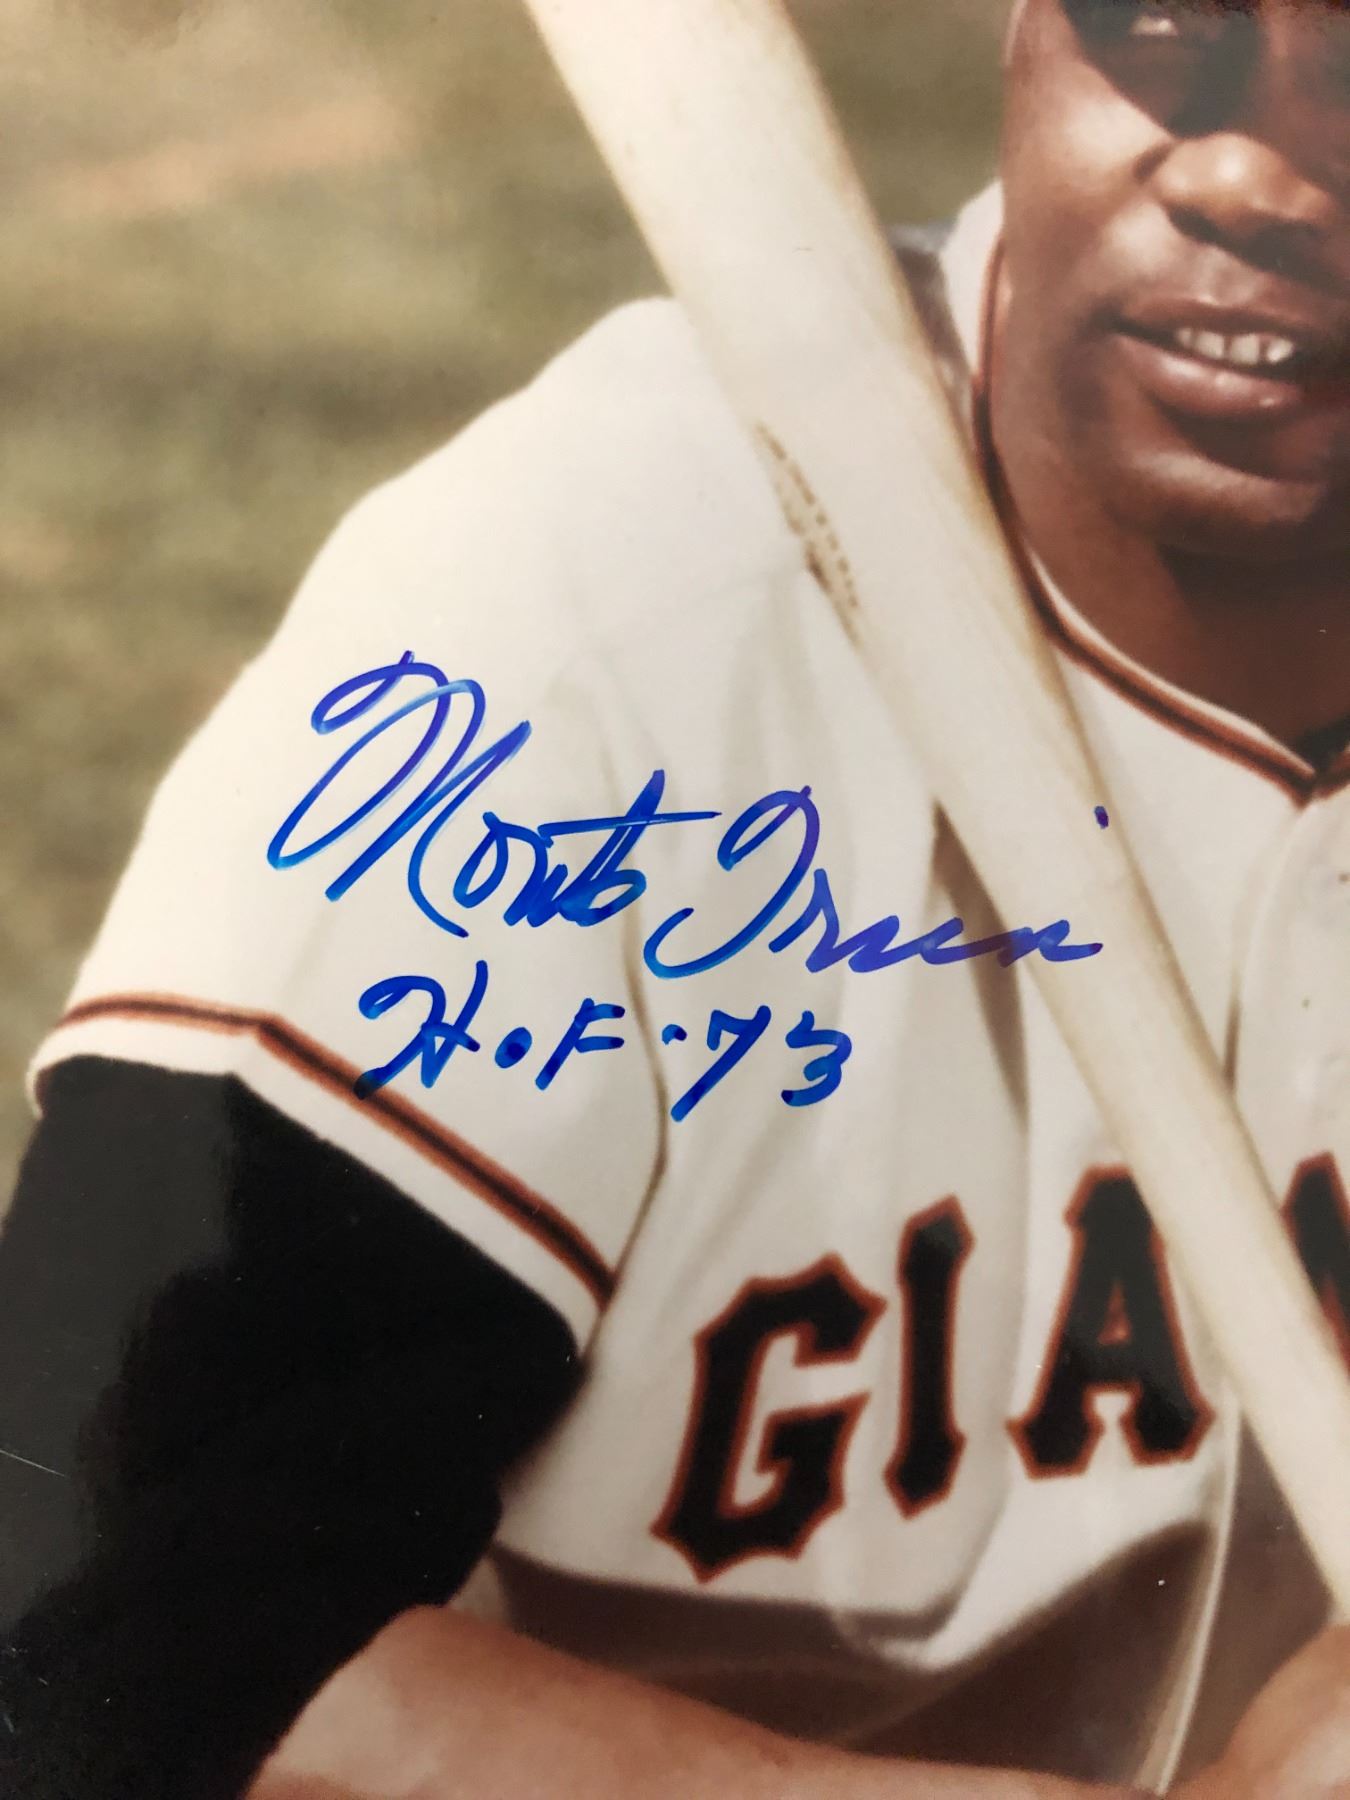 Monte Irvin
H.O.F. 73
GIA